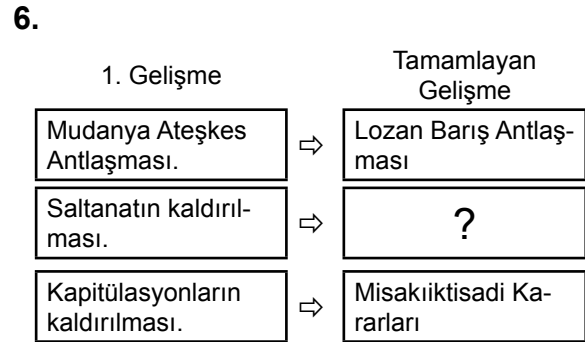 6.
1. Gelişme
Tamamlayan
Gelişme
Mudanya Ateşkes
Antlaşması.
⇨
Lozan Barış Antlaş-
ması
Saltanatın kaldırıl-
ması.
⇨
?
Kapitülasyonların
kaldırılması.
⇨
Misakıiktisadi Ka-
rarları